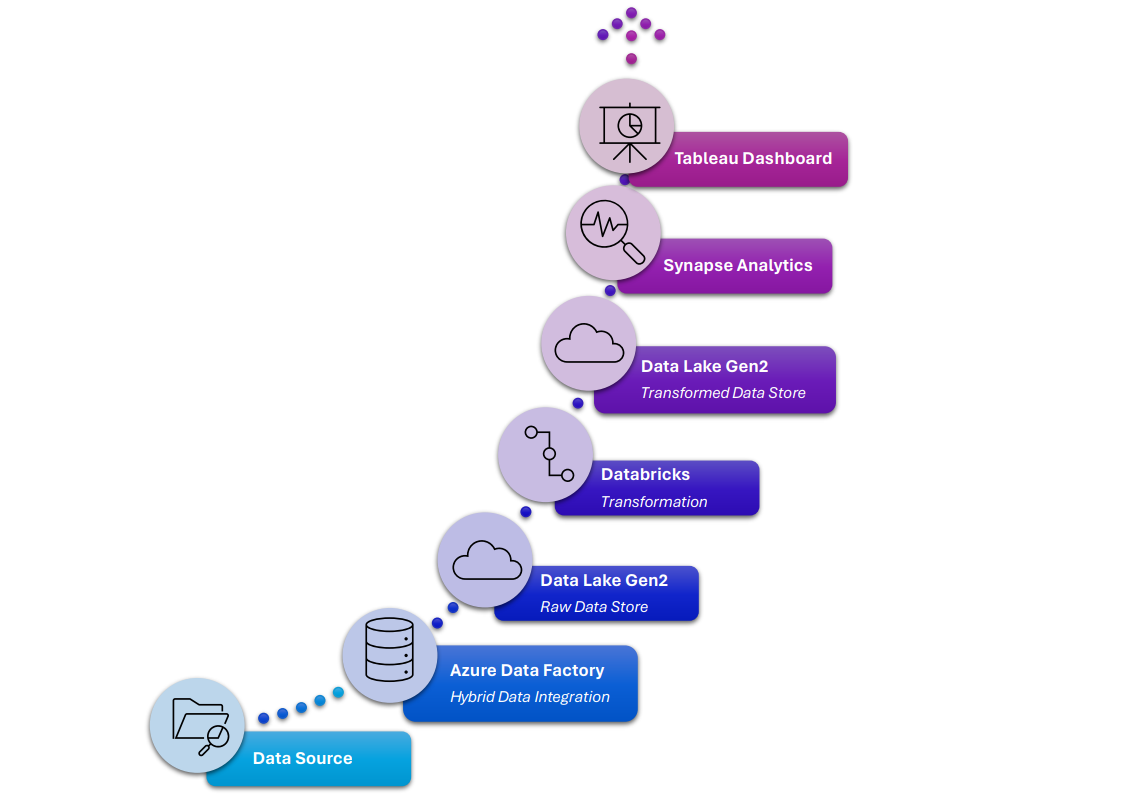 Tableau Dashboard
Synapse Analytics
Data Lake Gen2
Transformed Data Store
Databricks
Transformation
Data Lake Gen2
Raw Data Store
Azure Data Factory
Hybrid Data Integration
Data Source